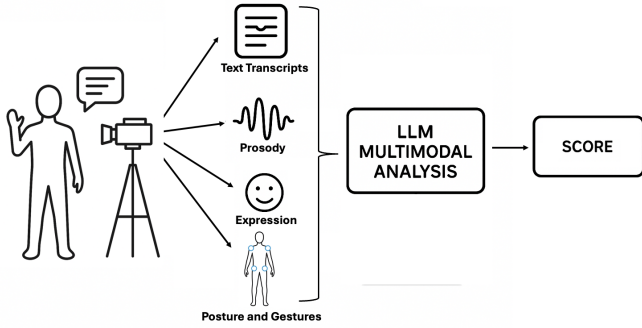 Text Transcripts
Prosody
Expression
Posture and Gestures
LLM
MULTIMODAL
ANALYSIS
SCORE